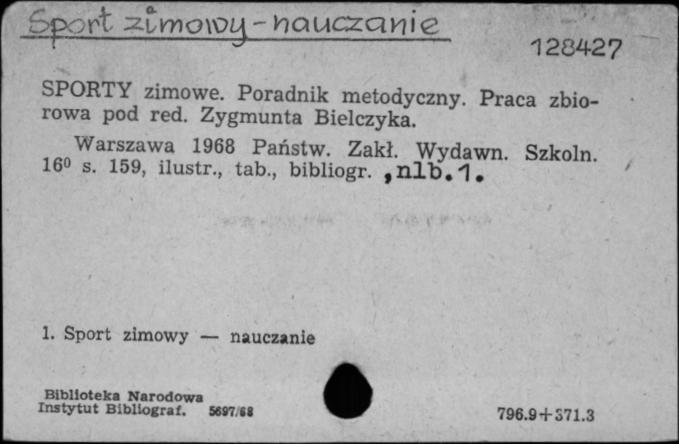 Sport zimowy - nauczanie
128427
SPORTY zimowe. Poradnik metodyczny. Praca zbio-
rowa pod red. Zygmunta Bielczyka.
Warszawa 1968 Państw. Zakł. Wydawn. Szkoln.
16⁰ s. 159, ilustr., tab., bibliogr. ,nlb.1.
1. Sport zimowy — nauczanie
Biblioteka Narodowa
Instytut Bibliograf. 5697/68
796.9+371.3